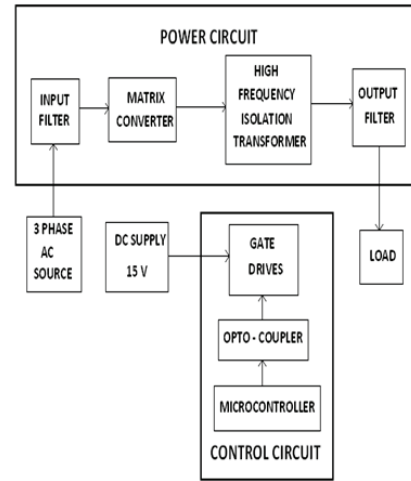 POWER CIRCUIT
INPUT
FILTER
MATRIX
CONVERTER
HIGH
FREQUENCY
ISOLATION
TRANSFORMER
OUTPUT
FILTER
3 PHASE
AC
SOURCE
DC SUPPLY
15 V
GATE
DRIVES
LOAD
OPTO - COUPLER
MICROCONTROLLER
CONTROL CIRCUIT